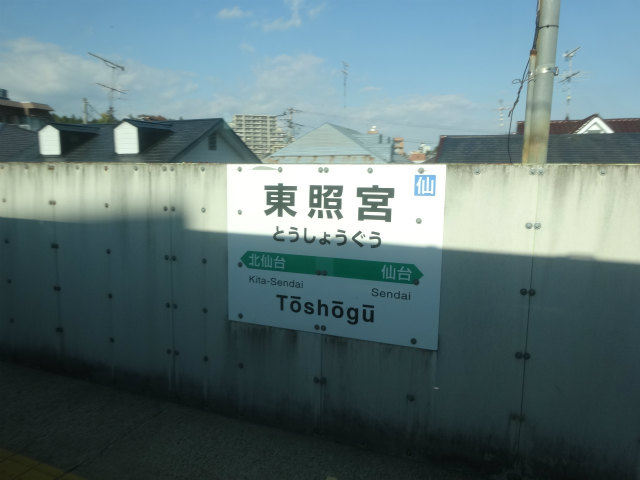 仙
東照宮
とうしょうぐう
北仙台 仙台
Kita-Sendai Sendai
Tōshōgū